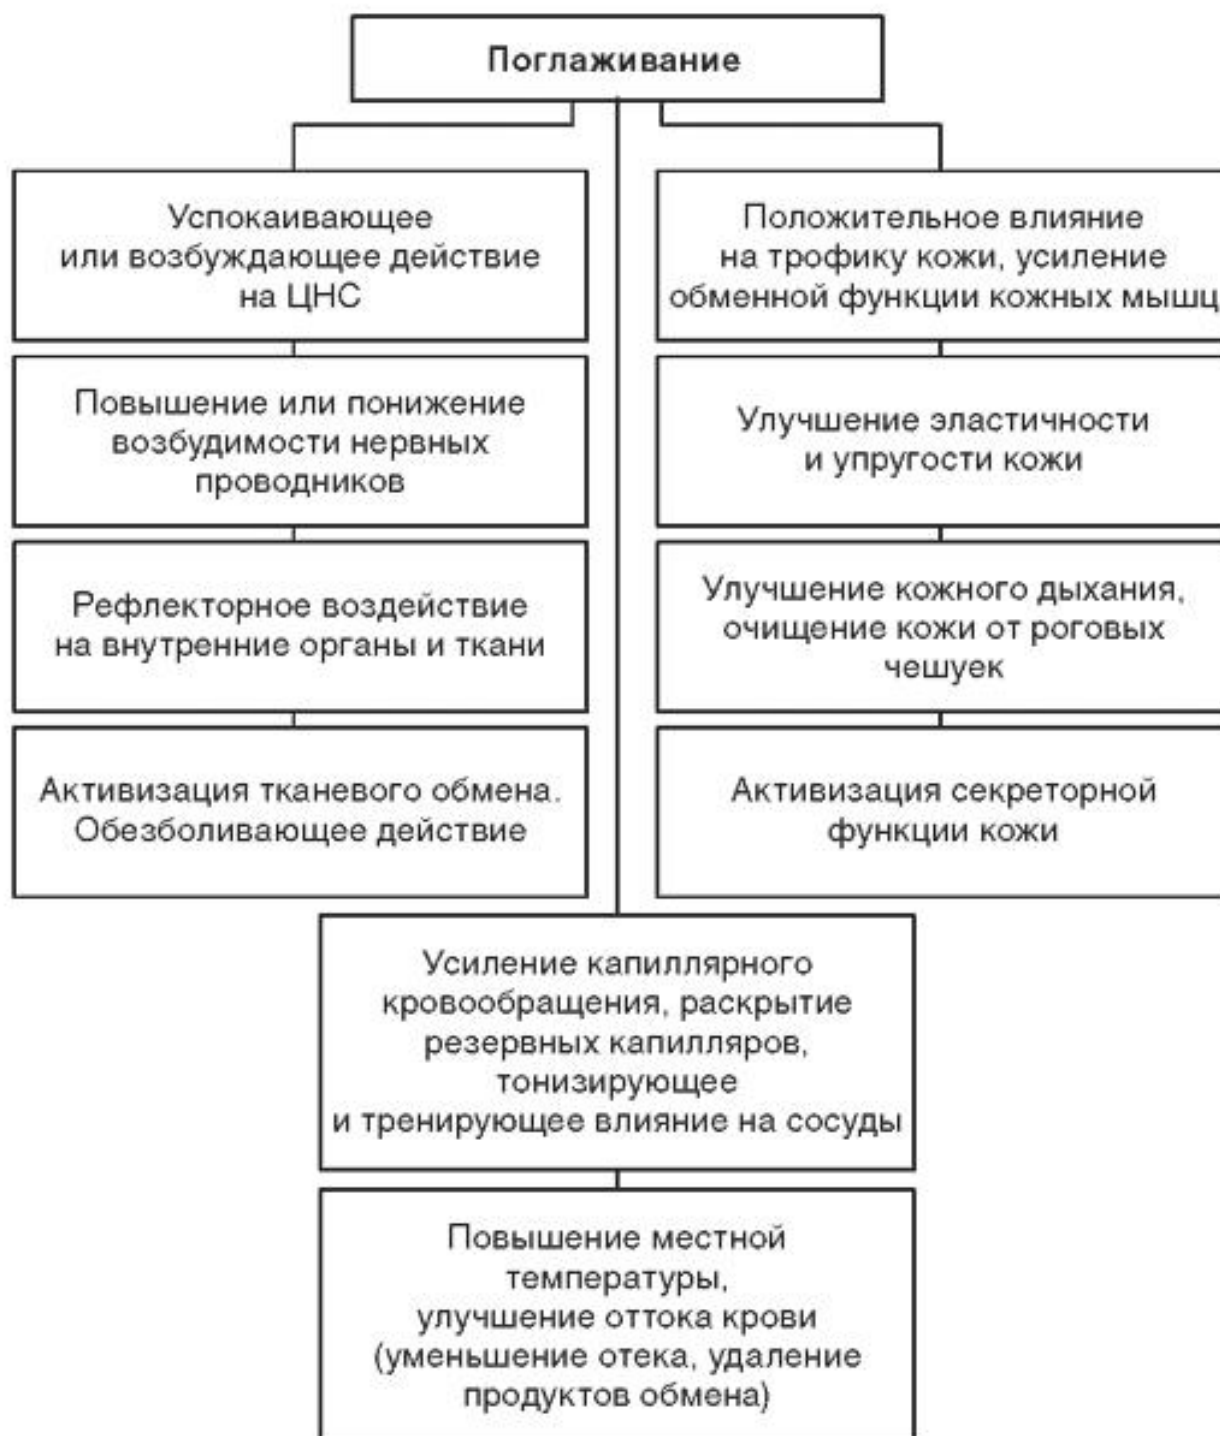 Поглаживание
Успокаивающее
или возбуждающее действие
на ЦНС
Повышение или понижение
возбудимости нервных
проводников
Рефлекторное воздействие
на внутренние органы и ткани
Активизация тканевого обмена.
Обезболивающее действие
Положительное влияние
на трофику кожи, усиление
обменной функции кожных мышц
Улучшение эластичности
и упругости кожи
Улучшение кожного дыхания,
очищение кожи от роговых
чешуек
Активизация секреторной
функции кожи
Усиление капиллярного
кровообращения, раскрытие
резервных капилляров,
тонизирующее
и тренирующее влияние на сосуды
Повышение местной
температуры,
улучшение оттока крови
(уменьшение отека, удаление
продуктов обмена)